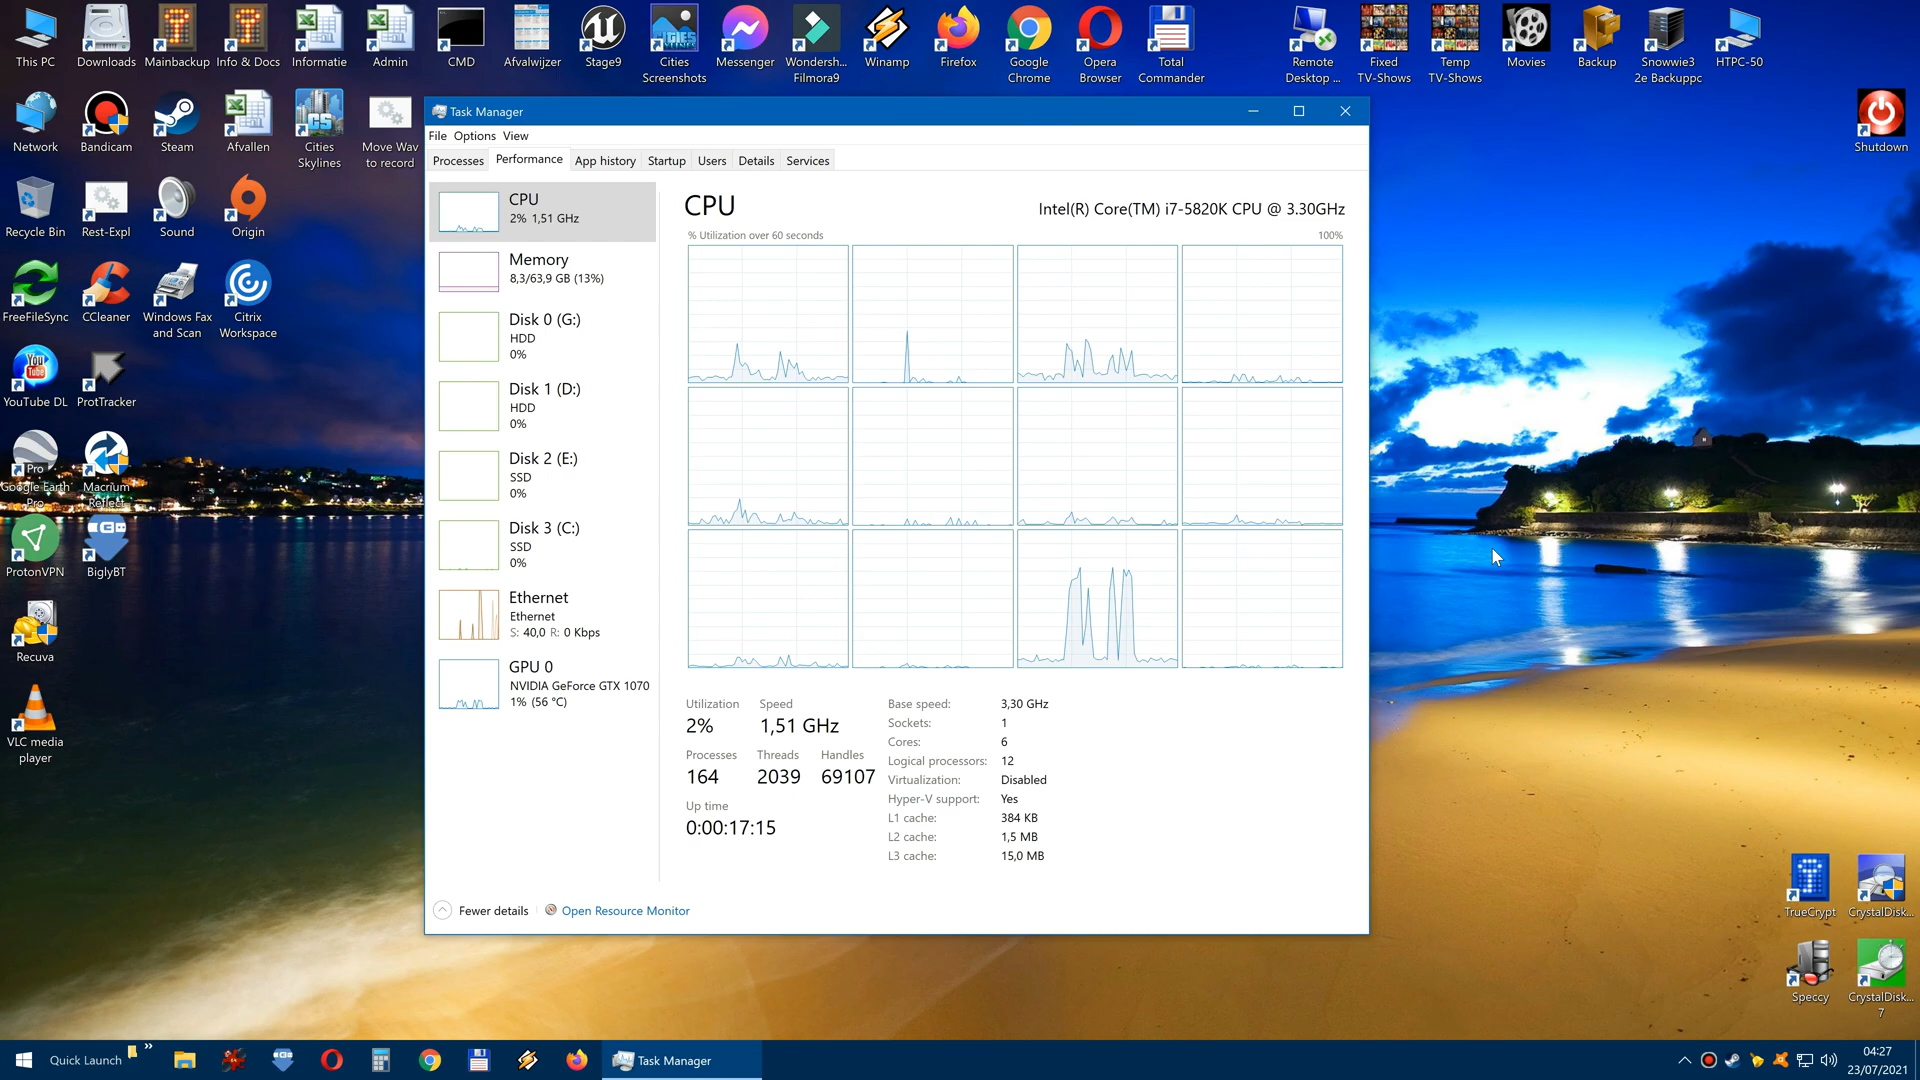 This PC
Downloads
Mainbackup
Info & Docs
Informatie
Admin
CMD
Afvalwijzer
Stage9
Cities
Screenshots
Messenger
Wondersh...
Filmora9
Winamp
Firefox
Google
Chrome
Opera
Browser
Total
Commander
Remote
Desktop ...
Fixed
TV-Shows
Temp
TV-Shows
Movies
Backup
Snowwie3
2e Backuppc
HTPC-50
Network
Bandicam
Steam
Afvallen
Cities
Skylines
Move Wav
to record
Shutdown
Recycle Bin
Rest-Expl
Sound
Origin
FreeFileSync
CCleaner
Windows Fax
and Scan
Citrix
Workspace
YouTube DL
ProtTracker
Google Earth
Pro
Macrium
Reflect
ProtonVPN
BiglyBT
Recuva
VLC media
player
Task Manager
File Options View
Processes Performance App history Startup Users Details Services
CPU
2% 1,51 GHz
Memory
8,3/63,9 GB (13%)
Disk 0 (G:)
HDD
0%
Disk 1 (D:)
HDD
0%
Disk 2 (E:)
SSD
0%
Disk 3 (C:)
SSD
0%
Ethernet
Ethernet
S: 40,0 R: 0 Kbps
GPU 0
NVIDIA GeForce GTX 1070
1% (56 °C)
CPU
Intel(R) Core(TM) i7-5820K CPU @ 3.30GHz
% Utilization over 60 seconds 100%
Utilization Speed
2% 1,51 GHz
Processes Threads Handles
164 2039 69107
Up time
0:00:17:15
Base speed: 3,30 GHz
Sockets: 1
Cores: 6
Logical processors: 12
Virtualization: Disabled
Hyper-V support: Yes
L1 cache: 384 KB
L2 cache: 1,5 MB
L3 cache: 15,0 MB
Fewer details Open Resource Monitor
TrueCrypt
CrystalDisk...
Speccy
CrystalDisk...
7
Quick Launch
Task Manager
04:27
23/07/2021